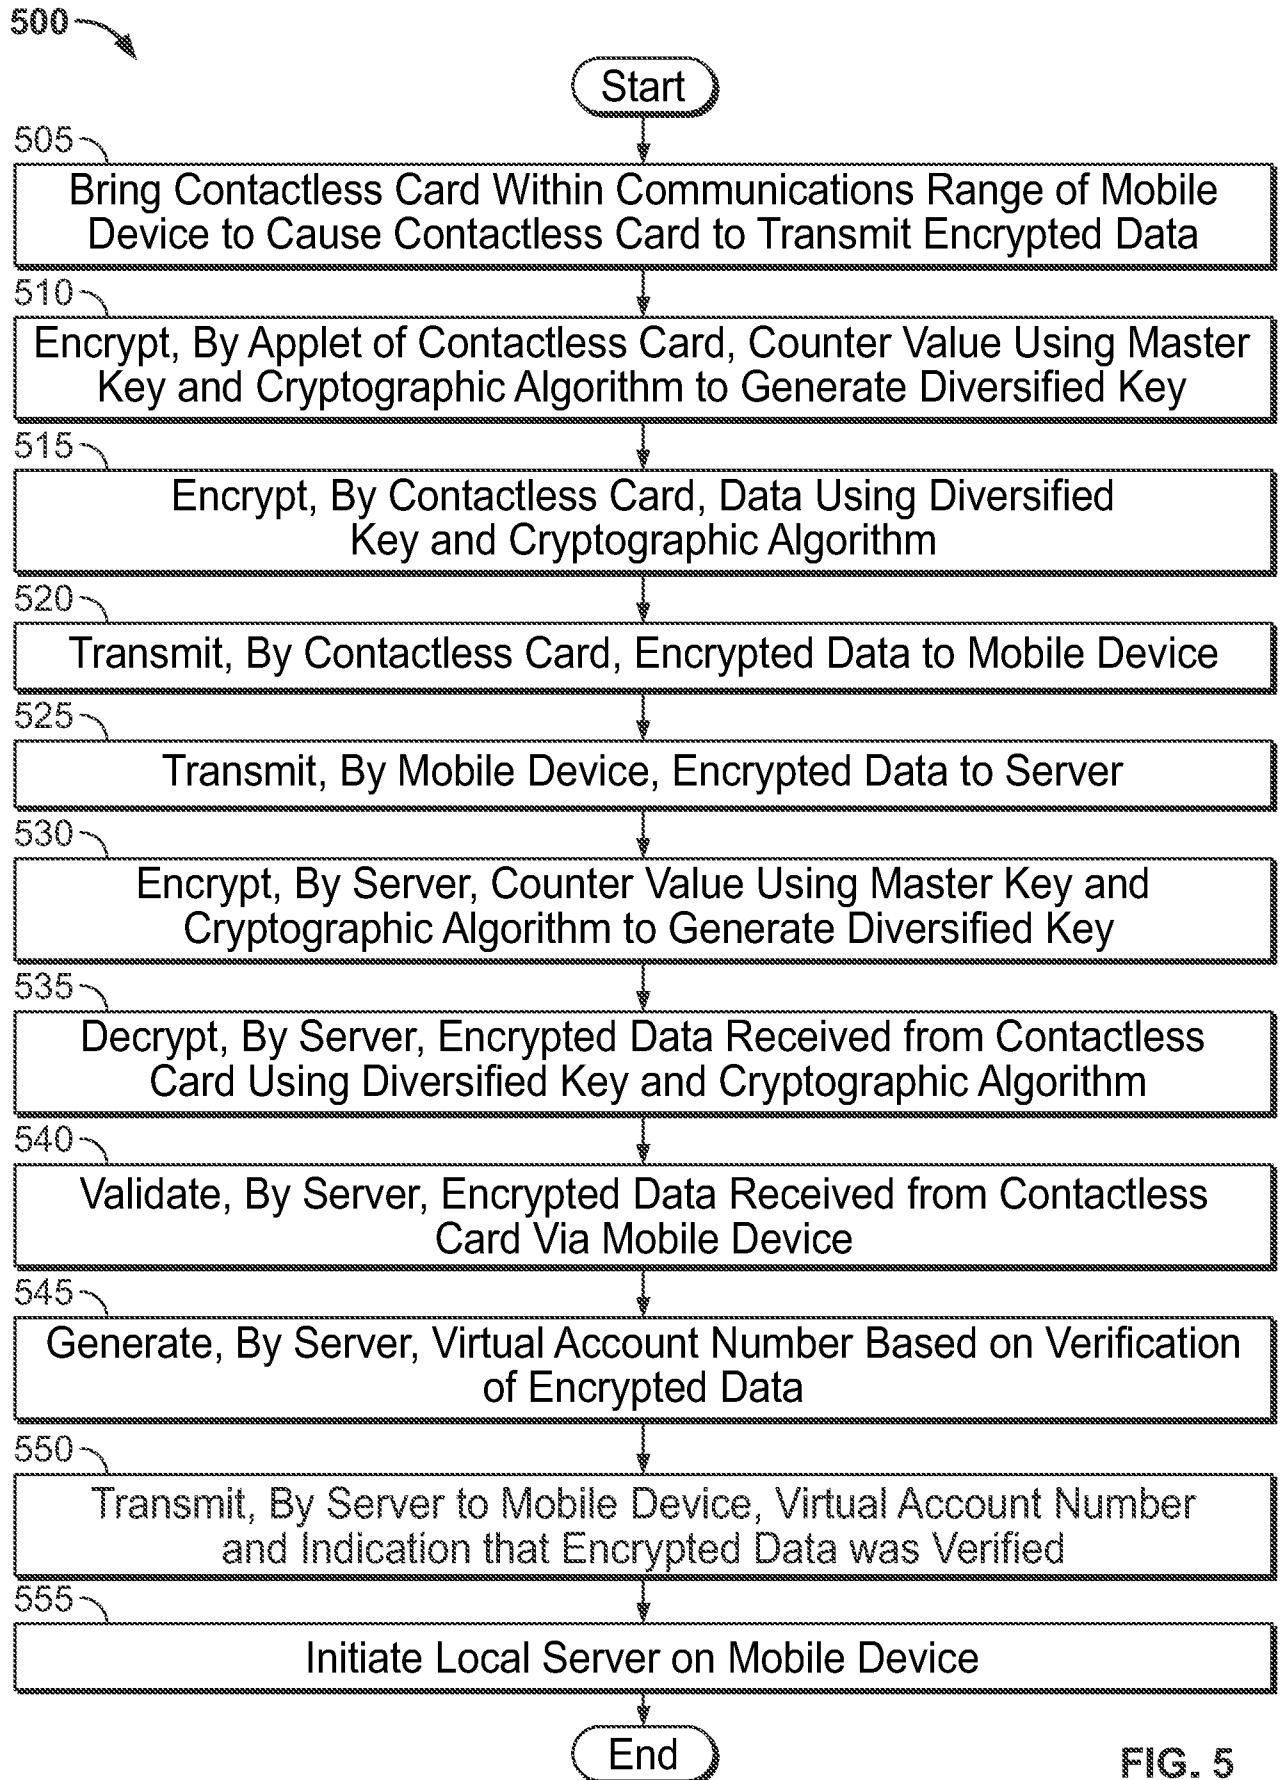 500
Start
505
Bring Contactless Card Within Communications Range of Mobile
Device to Cause Contactless Card to Transmit Encrypted Data
510
Encrypt, By Applet of Contactless Card, Counter Value Using Master
Key and Cryptographic Algorithm to Generate Diversified Key
515
Encrypt, By Contactless Card, Data Using Diversified
Key and Cryptographic Algorithm
520
Transmit, By Contactless Card, Encrypted Data to Mobile Device
525
Transmit, By Mobile Device, Encrypted Data to Server
530
Encrypt, By Server, Counter Value Using Master Key and
Cryptographic Algorithm to Generate Diversified Key
535
Decrypt, By Server, Encrypted Data Received from Contactless
Card Using Diversified Key and Cryptographic Algorithm
540
Validate, By Server, Encrypted Data Received from Contactless
Card Via Mobile Device
545
Generate, By Server, Virtual Account Number Based on Verification
of Encrypted Data
550
Transmit, By Server to Mobile Device, Virtual Account Number
and Indication that Encrypted Data was Verified
555
Initiate Local Server on Mobile Device
End
FIG. 5